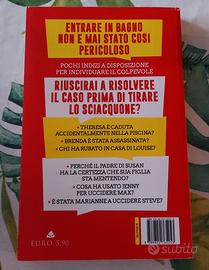 ENTRARE IN BAGNO
NON È MAI STATO COSÌ
PERICOLOSO
POCHI INDIZI A DISPOSIZIONE
PER INDIVIDUARE IL COLPEVOLE
RIUSCIRAI A RISOLVERE
IL CASO PRIMA DI TIRARE
LO SCIACQUONE?
• THERESA È CADUTA
ACCIDENTALMENTE NELLA PISCINA?
• BRENDA È STATA ASSASSINATA?
• CHI HA RUBATO IN CASA DI LOUISE?
• PERCHÉ IL PADRE DI SUSAN
HA LA CERTEZZA CHE SUA FIGLIA
STA MENTENDO?
• COSA HA USATO JENNY
PER UCCIDERE MAX?
• È STATA MARIANNE A UCCIDERE STEVE?
EURO 5,90
subito